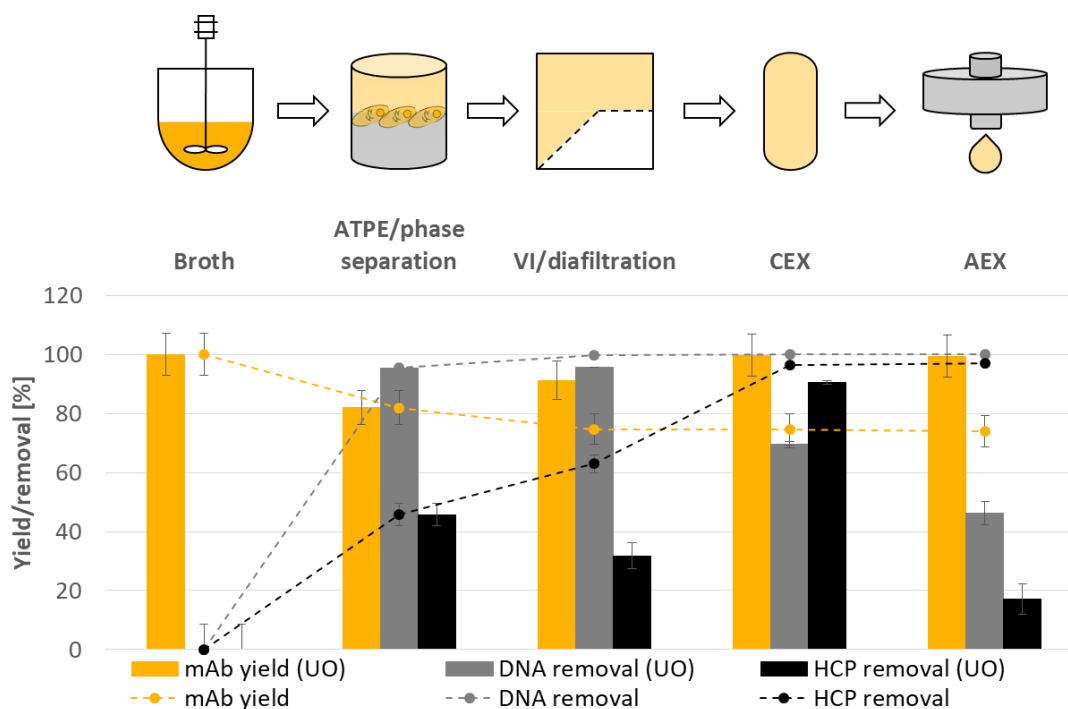 ATPE/phase
Broth separation VI/diafiltration CEX AEX
Yield/removal [%]
120
100
80
60
40
20
0
mAb yield (UO) DNA removal (UO) HCP removal (UO)
mAb yield DNA removal HCP removal